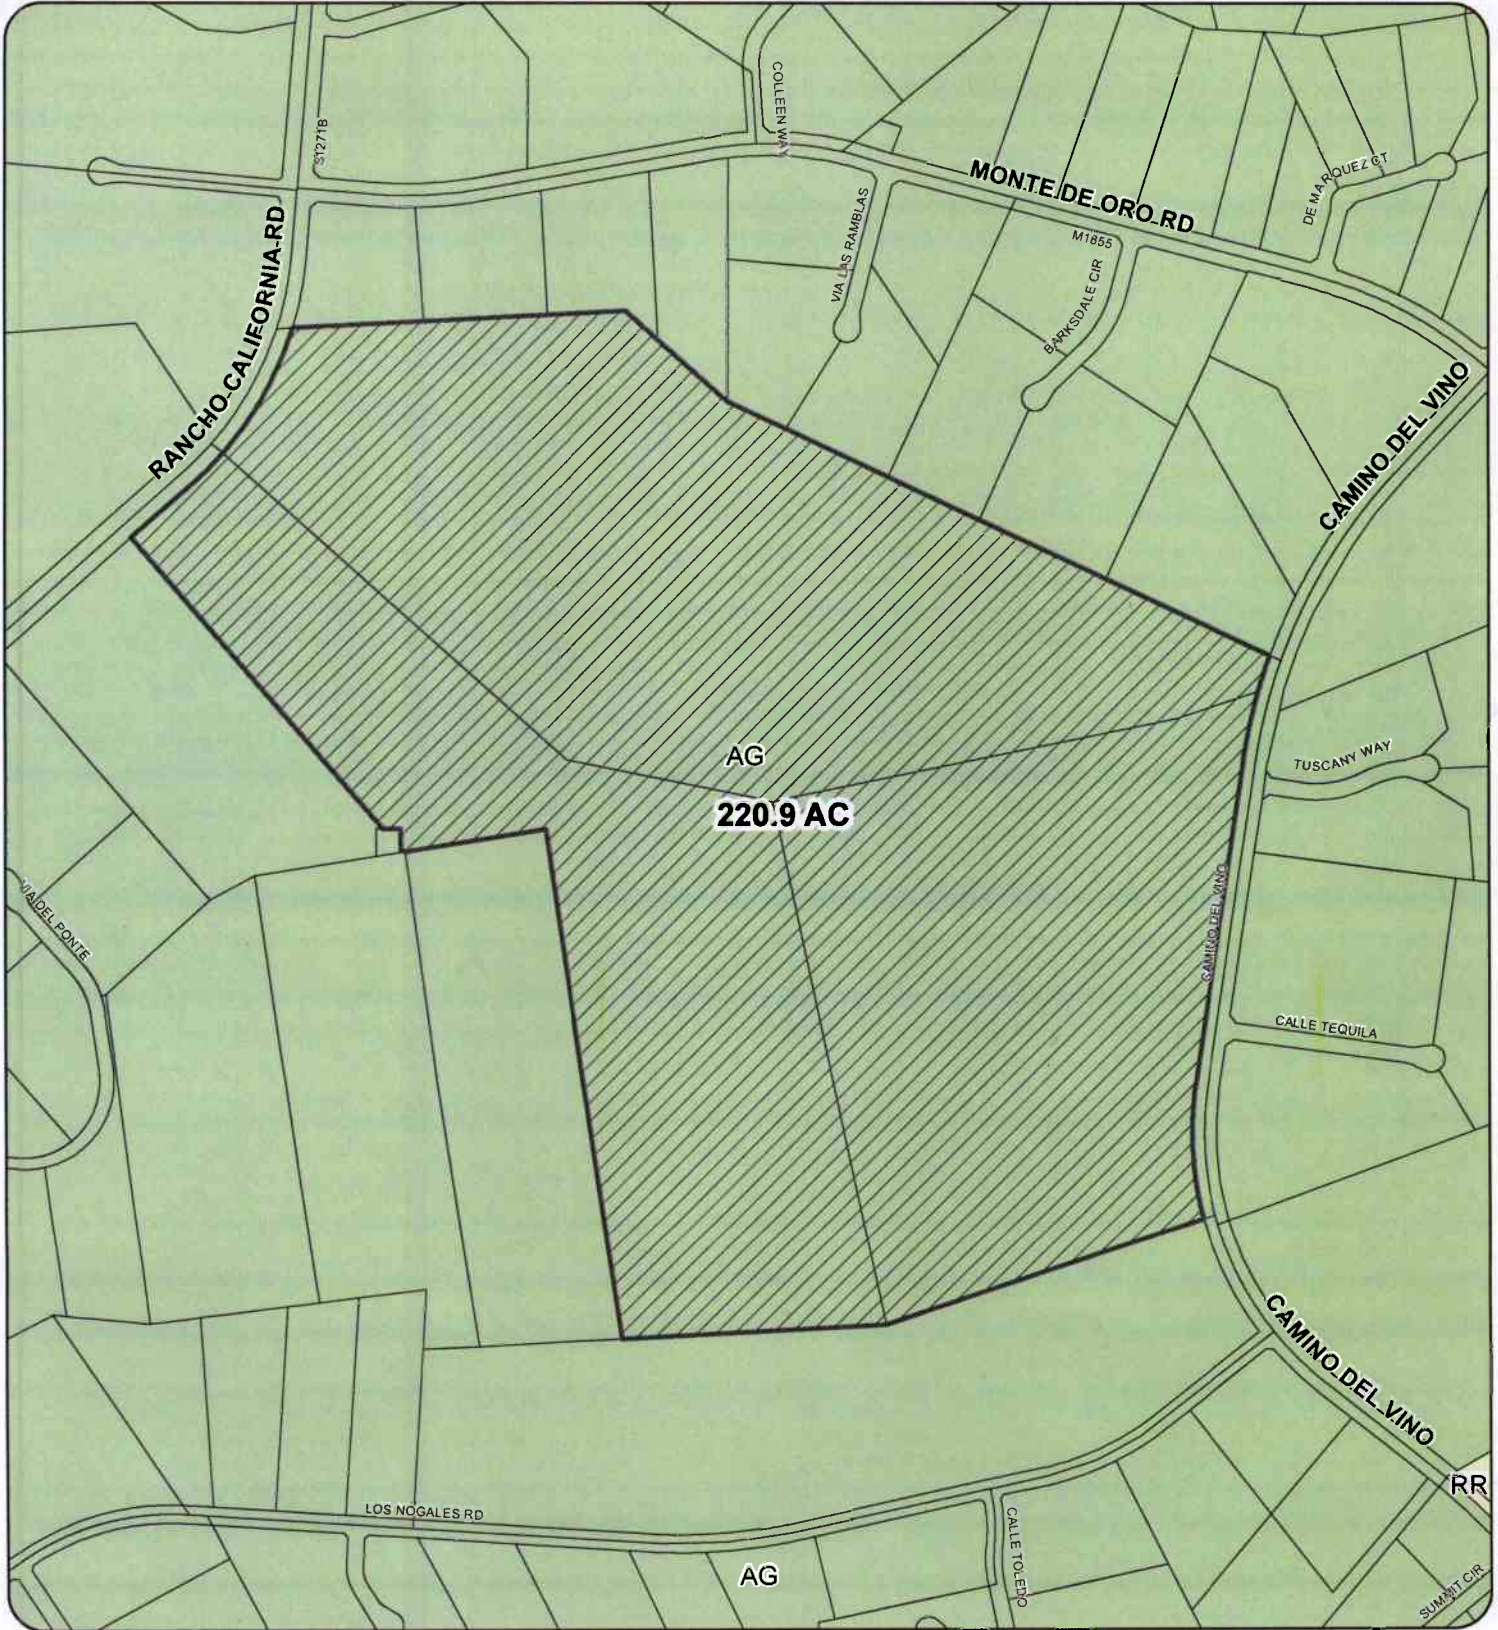 COLLEEN WAY
S1271B
MONTE DE ORO RD
DE MARQUEZ CT
VIA LAS RAMBLAS
M1855
BARKSDALE CIR
RANCHO CALIFORNIA RD
CAMINO DEL VINO
AG
220.9 AC
TUSCANY WAY
CAMINO DEL VINO
VIA DEL PONTE
CALLE TEQUILA
CAMINO DEL VINO
RR
LOS NOGALES RD
CALLE TOLEDO
AG
SUMMIT CIR